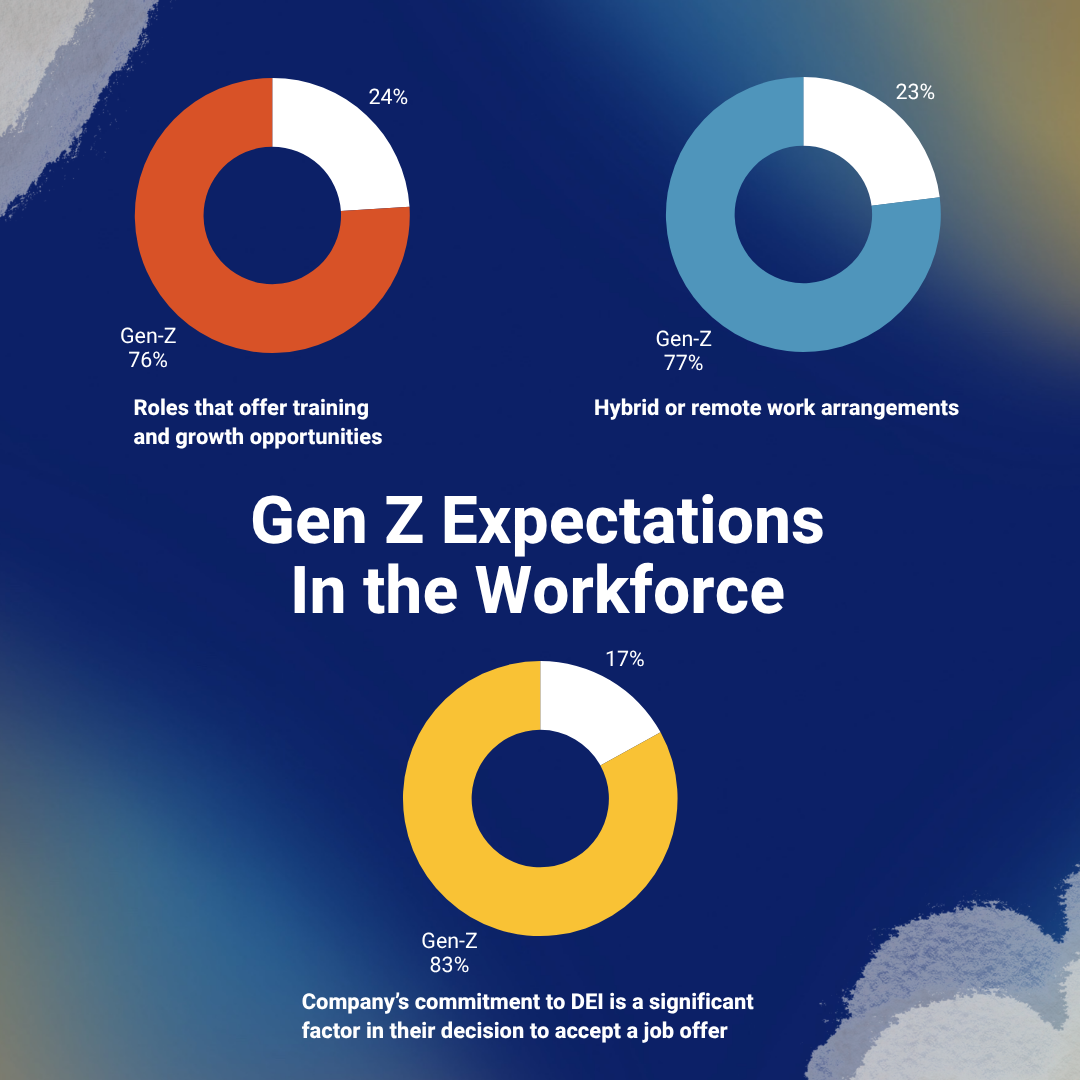 24%
Gen-Z
76%
Roles that offer training
and growth opportunities
23%
Gen-Z
77%
Hybrid or remote work arrangements
Gen Z Expectations
In the Workforce
17%
Gen-Z
83%
Company’s commitment to DEI is a significant
factor in their decision to accept a job offer